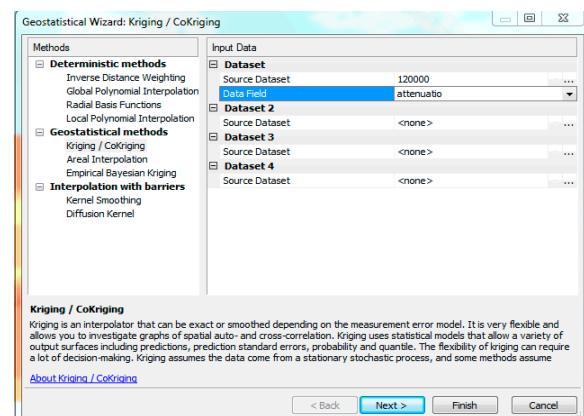 Geostatistical Wizard: Kriging / CoKriging
Methods
Deterministic methods
Inverse Distance Weighting
Global Polynomial Interpolation
Radial Basis Functions
Local Polynomial Interpolation
Geostatistical methods
Kriging / CoKriging
Areal Interpolation
Empirical Bayesian Kriging
Interpolation with barriers
Kernel Smoothing
Diffusion Kernel
Input Data
Dataset
Source Dataset 120000 ...
Data Field attenuatio
Dataset 2
Source Dataset <none> ...
Dataset 3
Source Dataset <none> ...
Dataset 4
Source Dataset <none> ...
Kriging / CoKriging
Kriging is an interpolator that can be exact or smoothed depending on the measurement error model. It is very flexible and
allows you to investigate graphs of spatial auto- and cross-correlation. Kriging uses statistical models that allow a variety of
output surfaces including predictions, prediction standard errors, probability and quantile. The flexibility of kriging can require
a lot of decision-making. Kriging assumes the data come from a stationary stochastic process, and some methods assume
About Kriging / CoKriging
< Back Next > Finish Cancel